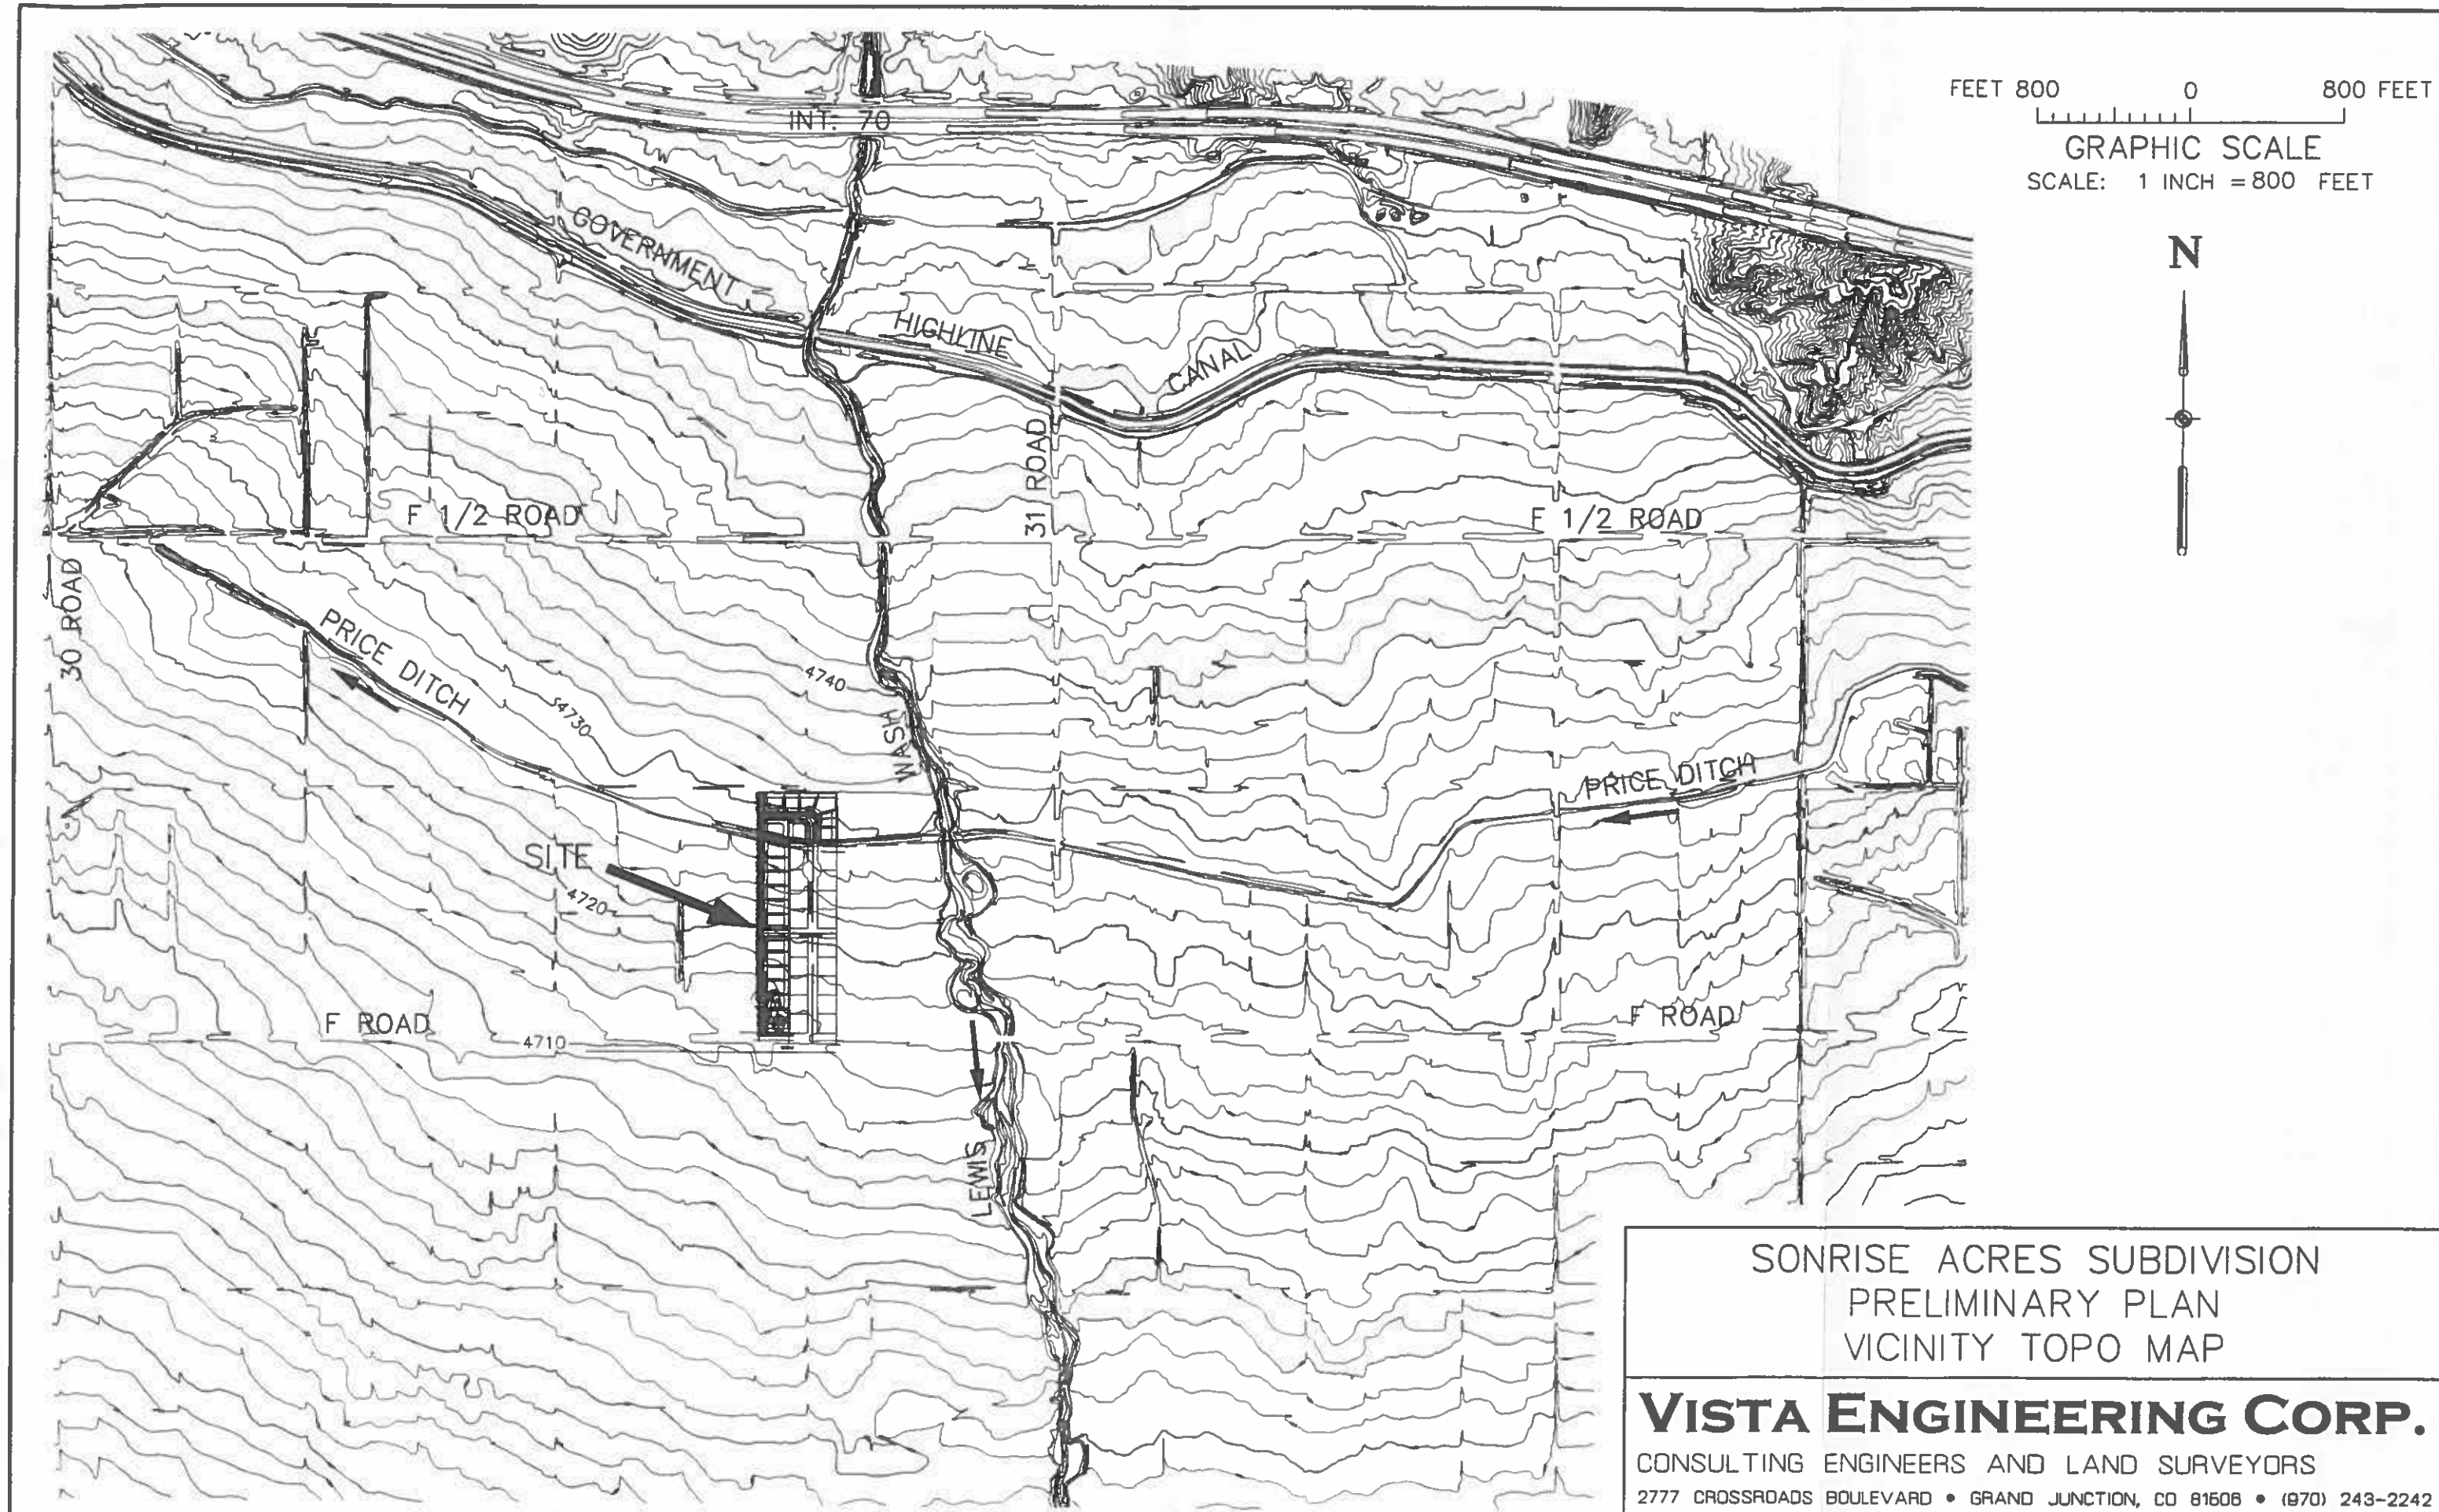 FEET 800 0 800 FEET
GRAPHIC SCALE
SCALE: 1 INCH = 800 FEET
N
INT. 70
GOVERNMENT
HIGHLINE
CANAL
31 ROAD
F 1/2 ROAD
F 1/2 ROAD
30 ROAD
PRICE DITCH
4740
4730
WASH
PRICE DITCH
SITE
4720
F ROAD
F ROAD
4710
LEWIS
SONRISE ACRES SUBDIVISION
PRELIMINARY PLAN
VICINITY TOPO MAP
VISTA ENGINEERING CORP.
CONSULTING ENGINEERS AND LAND SURVEYORS
2777 CROSSROADS BOULEVARD • GRAND JUNCTION, CO 81506 • (970) 243-2242